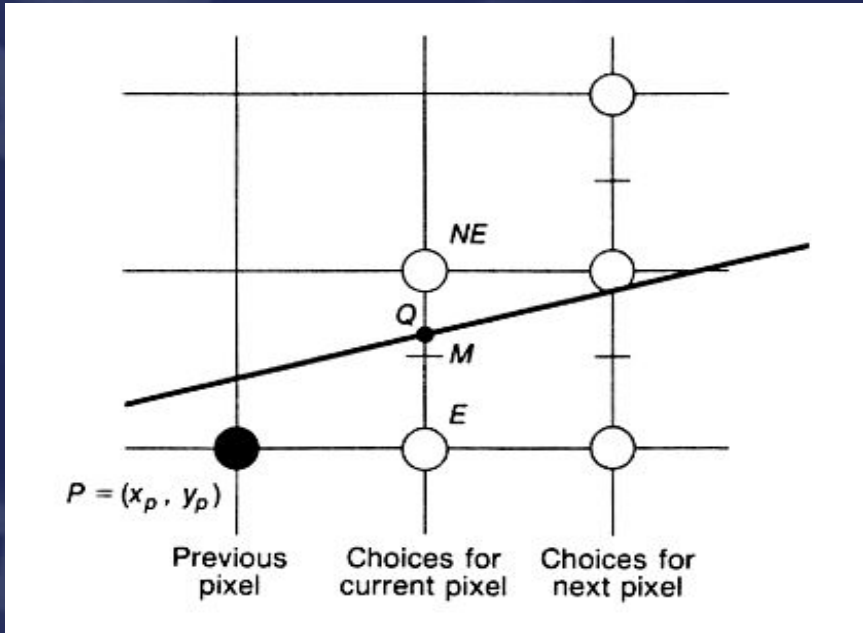 NE
Q
M
E
P = (xₚ, yₚ)
Previous pixel
Choices for current pixel
Choices for next pixel